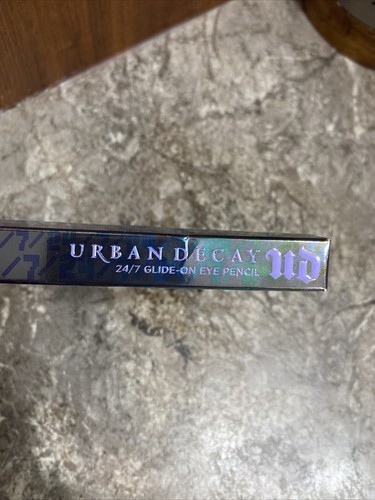 URBAN DECAY
24/7 GLIDE-ON EYE PENCIL
UD